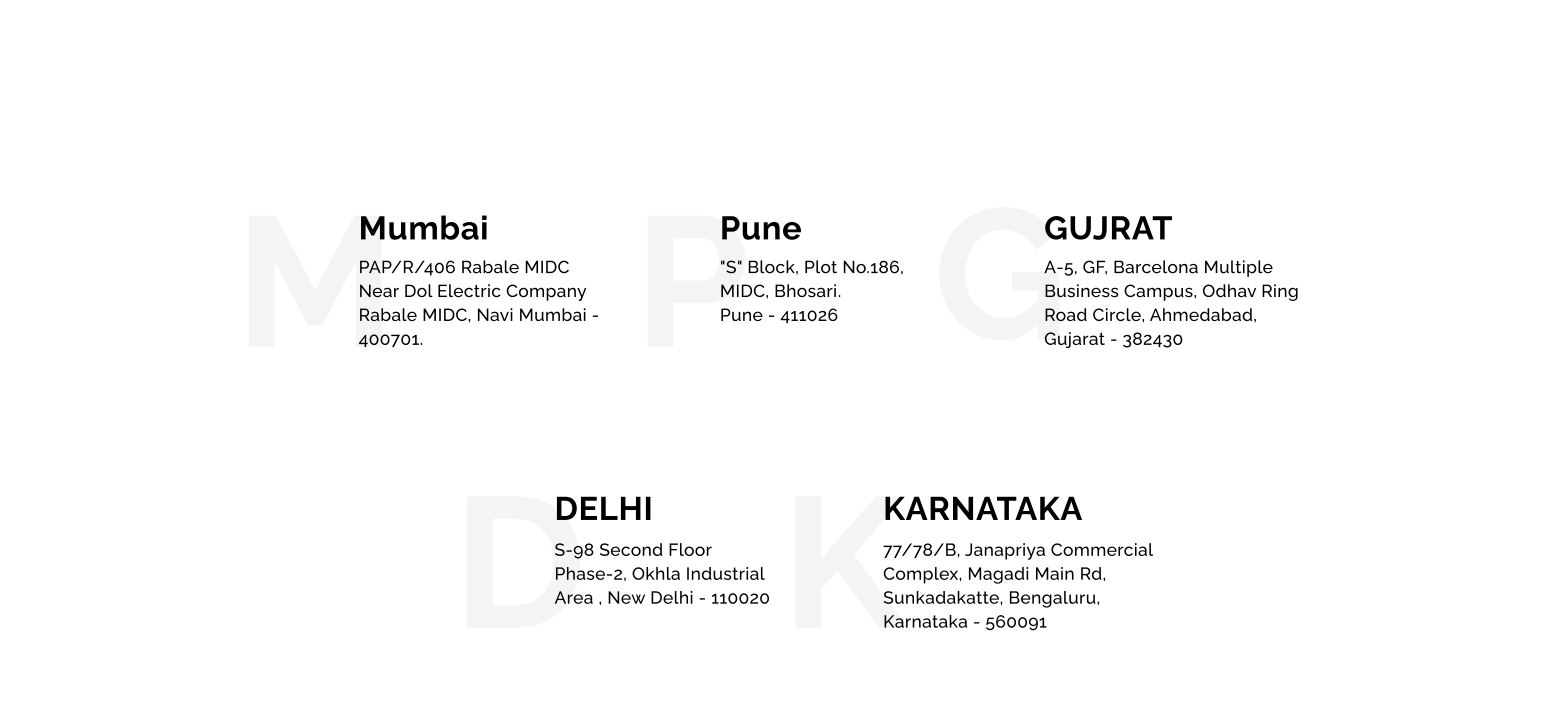 M
Mumbai
PAP/R/406 Rabale MIDC
Near Dol Electric Company
Rabale MIDC, Navi Mumbai -
400701.
P
Pune
"S" Block, Plot No.186,
MIDC, Bhosari.
Pune - 411026
G
GUJRAT
A-5, GF, Barcelona Multiple
Business Campus, Odhav Ring
Road Circle, Ahmedabad,
Gujarat - 382430
D
DELHI
S-98 Second Floor
Phase-2, Okhla Industrial
Area , New Delhi - 110020
K
KARNATAKA
77/78/B, Janapriya Commercial
Complex, Magadi Main Rd,
Sunkadakatte, Bengaluru,
Karnataka - 560091